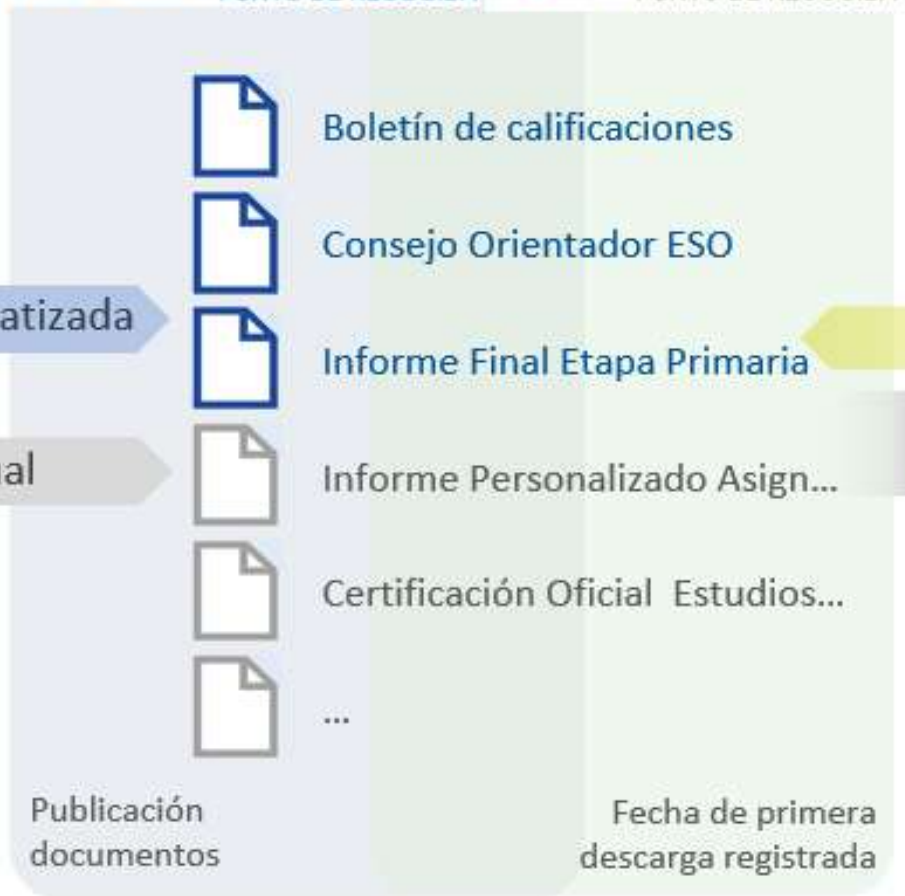 Boletín de calificaciones
Consejo Orientador ESO
atizada
Informe Final Etapa Primaria
al
Informe Personalizado Asign...
Certificación Oficial  Estudios...
...
Publicación
documentos
Fecha de primera
descarga registrada